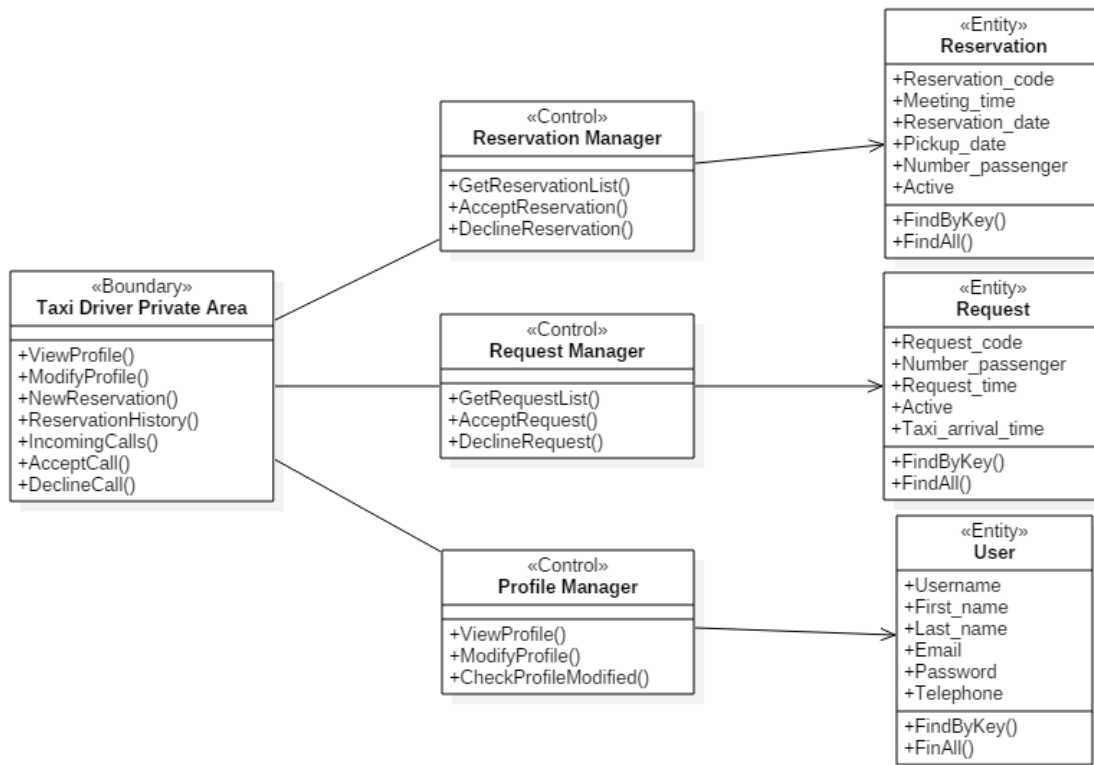 «Entity»
Reservation
+Reservation_code
+Meeting_time
+Reservation_date
+Pickup_date
+Number_passenger
+Active
+FindByKey()
+FindAll()
«Control»
Reservation Manager
+GetReservationList()
+AcceptReservation()
+DeclineReservation()
«Boundary»
Taxi Driver Private Area
+ViewProfile()
+ModifyProfile()
+NewReservation()
+ReservationHistory()
+IncomingCalls()
+AcceptCall()
+DeclineCall()
«Control»
Request Manager
+GetRequestList()
+AcceptRequest()
+DeclineRequest()
«Entity»
Request
+Request_code
+Number_passenger
+Request_time
+Active
+Taxi_arrival_time
+FindByKey()
+FindAll()
«Control»
Profile Manager
+ViewProfile()
+ModifyProfile()
+CheckProfileModified()
«Entity»
User
+Username
+First_name
+Last_name
+Email
+Password
+Telephone
+FindByKey()
+FinAll()